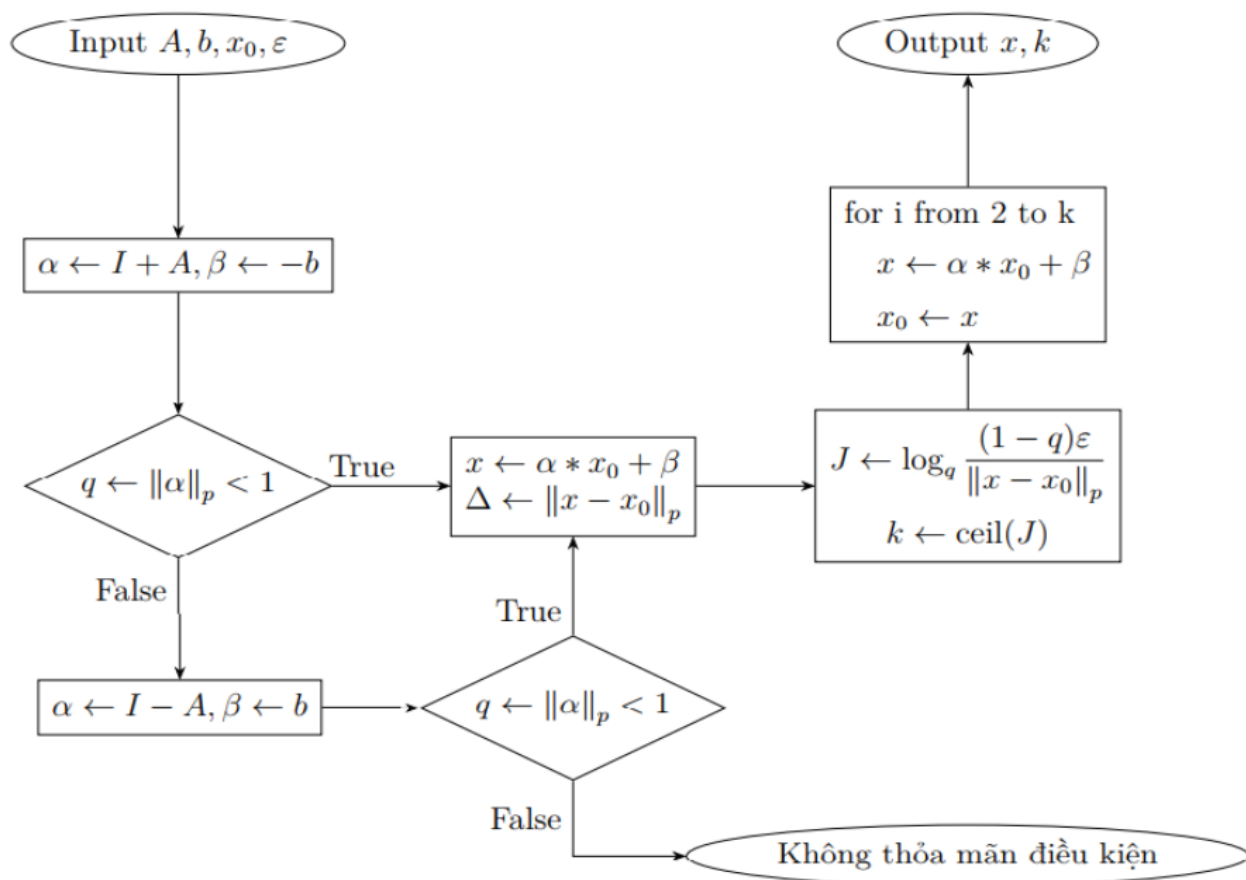 Input A, b, x₀, ε
α ← I + A, β ← −b
q ← ‖α‖ₚ < 1
True
False
α ← I − A, β ← b
q ← ‖α‖ₚ < 1
True
False
Không thỏa mãn điều kiện
x ← α ∗ x₀ + β
Δ ← ‖x − x₀‖ₚ
J ← log_q (1 − q)ε / ‖x − x₀‖ₚ
k ← ceil(J)
for i from 2 to k
x ← α ∗ x₀ + β
x₀ ← x
Output x, k